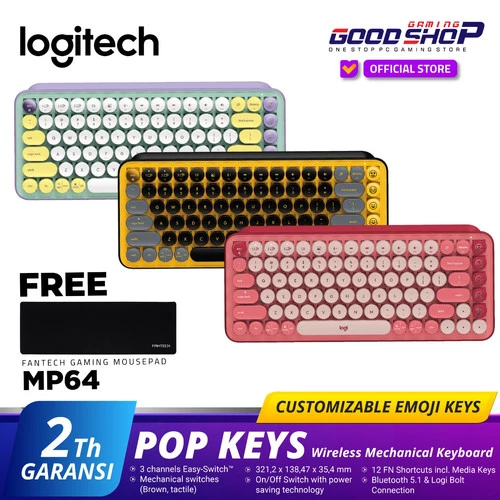 logitech
GAMING
GOODSHOP
ONE STOP PC GAMING STORE
OFFICIAL STORE
logi
FREE
FANTECH
FANTECH GAMING MOUSEPAD
MP64
CUSTOMIZABLE EMOJI KEYS
2Th
GARANSI
POP KEYS Wireless Mechanical Keyboard
• 3 channels Easy-Switch™
• Mechanical switches
(Brown, tactile)
• 321,2 x 138,47 x 35,4 mm
• On/Off Switch with power
saving technology
• 12 FN Shortcuts incl. Media Keys
• Bluetooth 5.1 & Logi Bolt
Connection